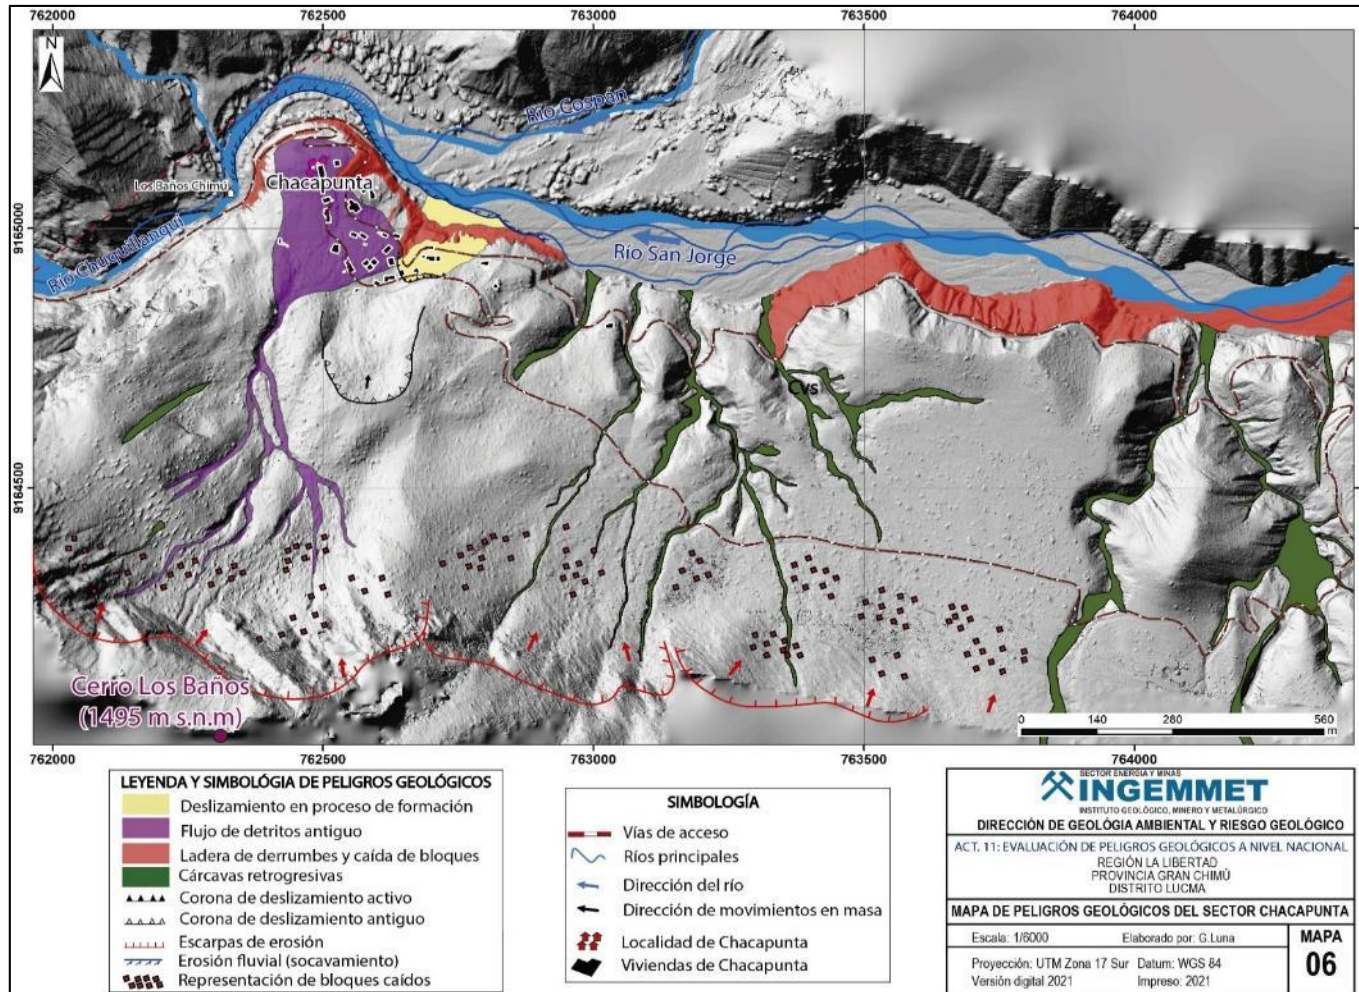 762000 762500 763000 763500 764000
N
Río Cospán
Los Baños Chimú
Chacapunta
9165000
Río Chuquillanqui
Río San Jorge
Cvs
9164500
Cerro Los Baños
(1495 m s.n.m)
0 140 280 560
m
762000 762500 763000 763500 764000
LEYENDA Y SIMBOLÓGIA DE PELIGROS GEOLÓGICOS
Deslizamiento en proceso de formación
Flujo de detritos antiguo
Ladera de derrumbes y caída de bloques
Cárcavas retrogresivas
Corona de deslizamiento activo
Corona de deslizamiento antiguo
Escarpas de erosión
Erosión fluvial (socavamiento)
Representación de bloques caídos
SIMBOLOGÍA
Vías de acceso
Ríos principales
Dirección del río
Dirección de movimientos en masa
Localidad de Chacapunta
Viviendas de Chacapunta
SECTOR ENERGÍA Y MINAS
INGEMMET
INSTITUTO GEOLÓGICO, MINERO Y METALÚRGICO
DIRECCIÓN DE GEOLÓGIA AMBIENTAL Y RIESGO GEOLÓGICO
ACT. 11: EVALUACIÓN DE PELIGROS GEOLÓGICOS A NIVEL NACIONAL
REGIÓN LA LIBERTAD
PROVINCIA GRAN CHIMÚ
DISTRITO LUCMA
MAPA DE PELIGROS GEOLÓGICOS DEL SECTOR CHACAPUNTA
Escala: 1/6000 Elaborado por: G.Luna
Proyección: UTM Zona 17 Sur Datum: WGS 84
Versión digital 2021 Impreso: 2021
MAPA
06